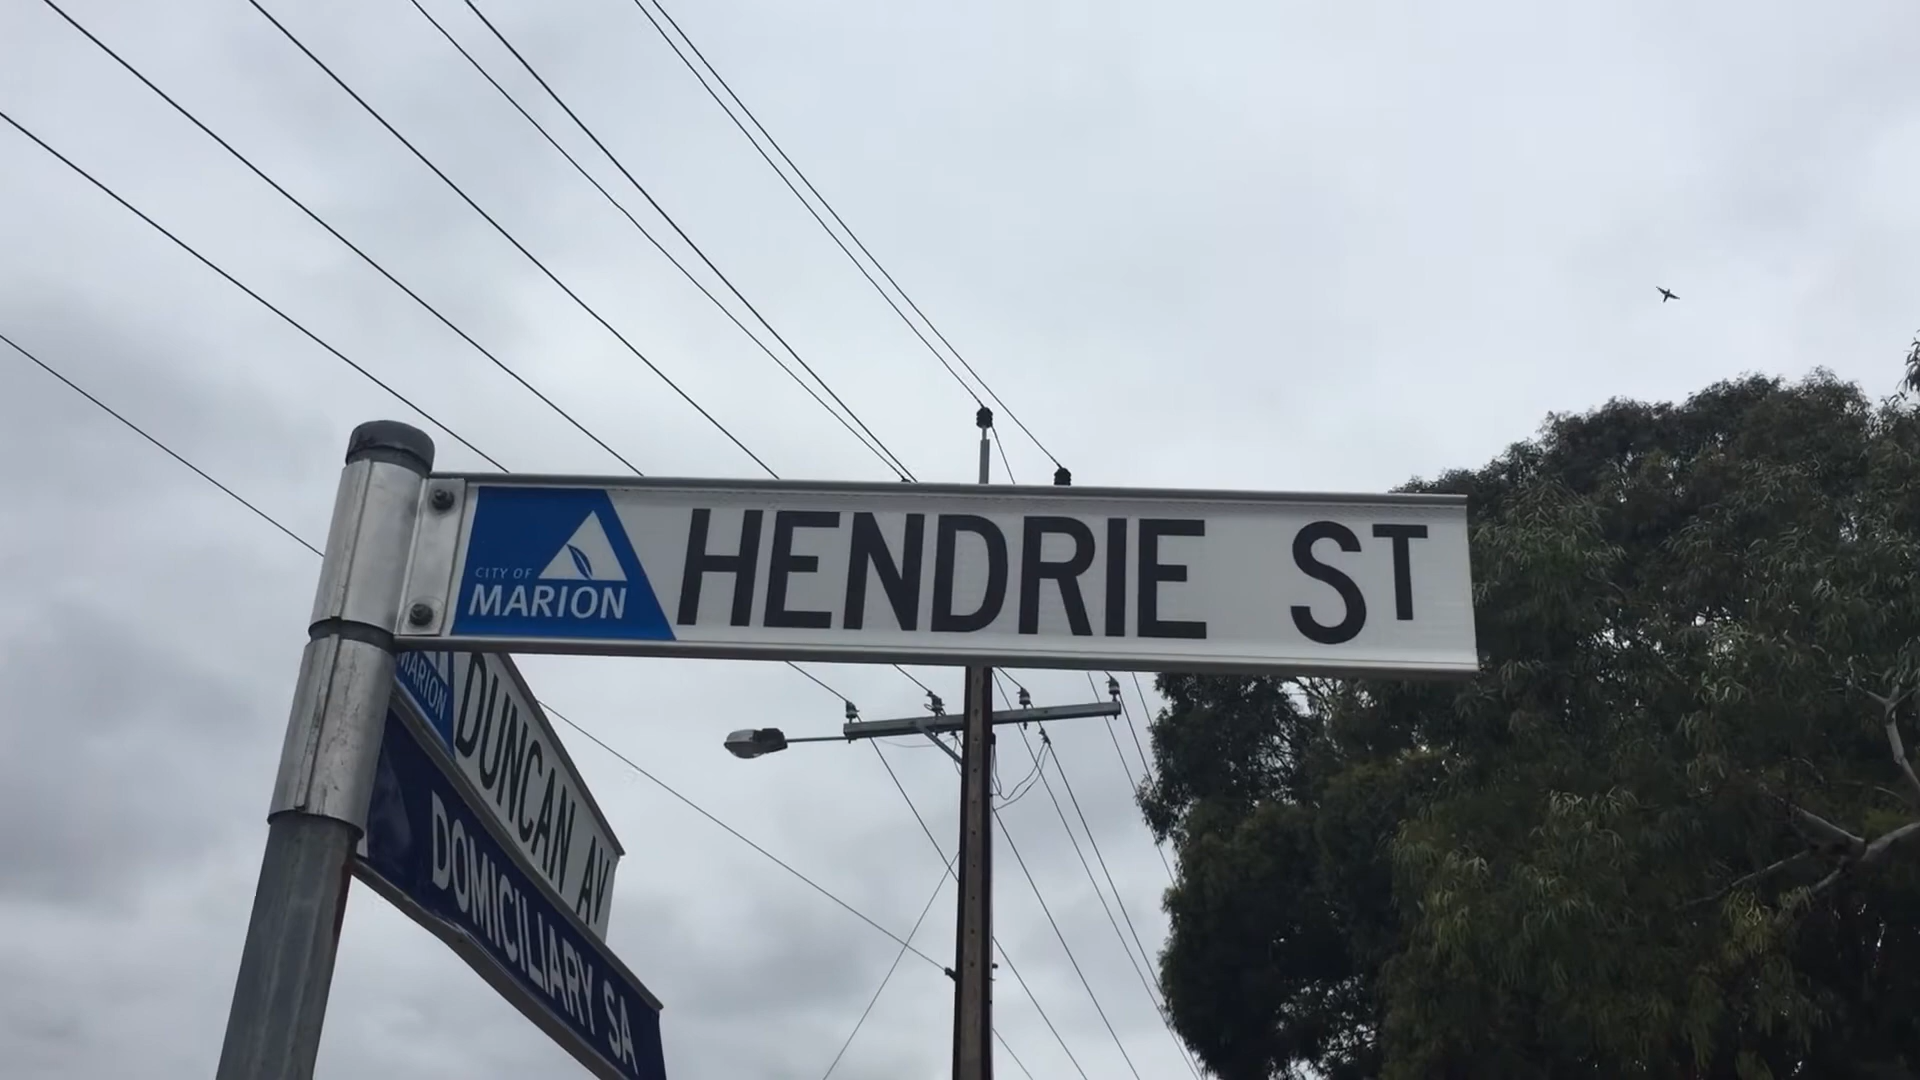 CITY OF
MARION
HENDRIE ST
MARION
DUNCAN AV
DOMICILIARY SA